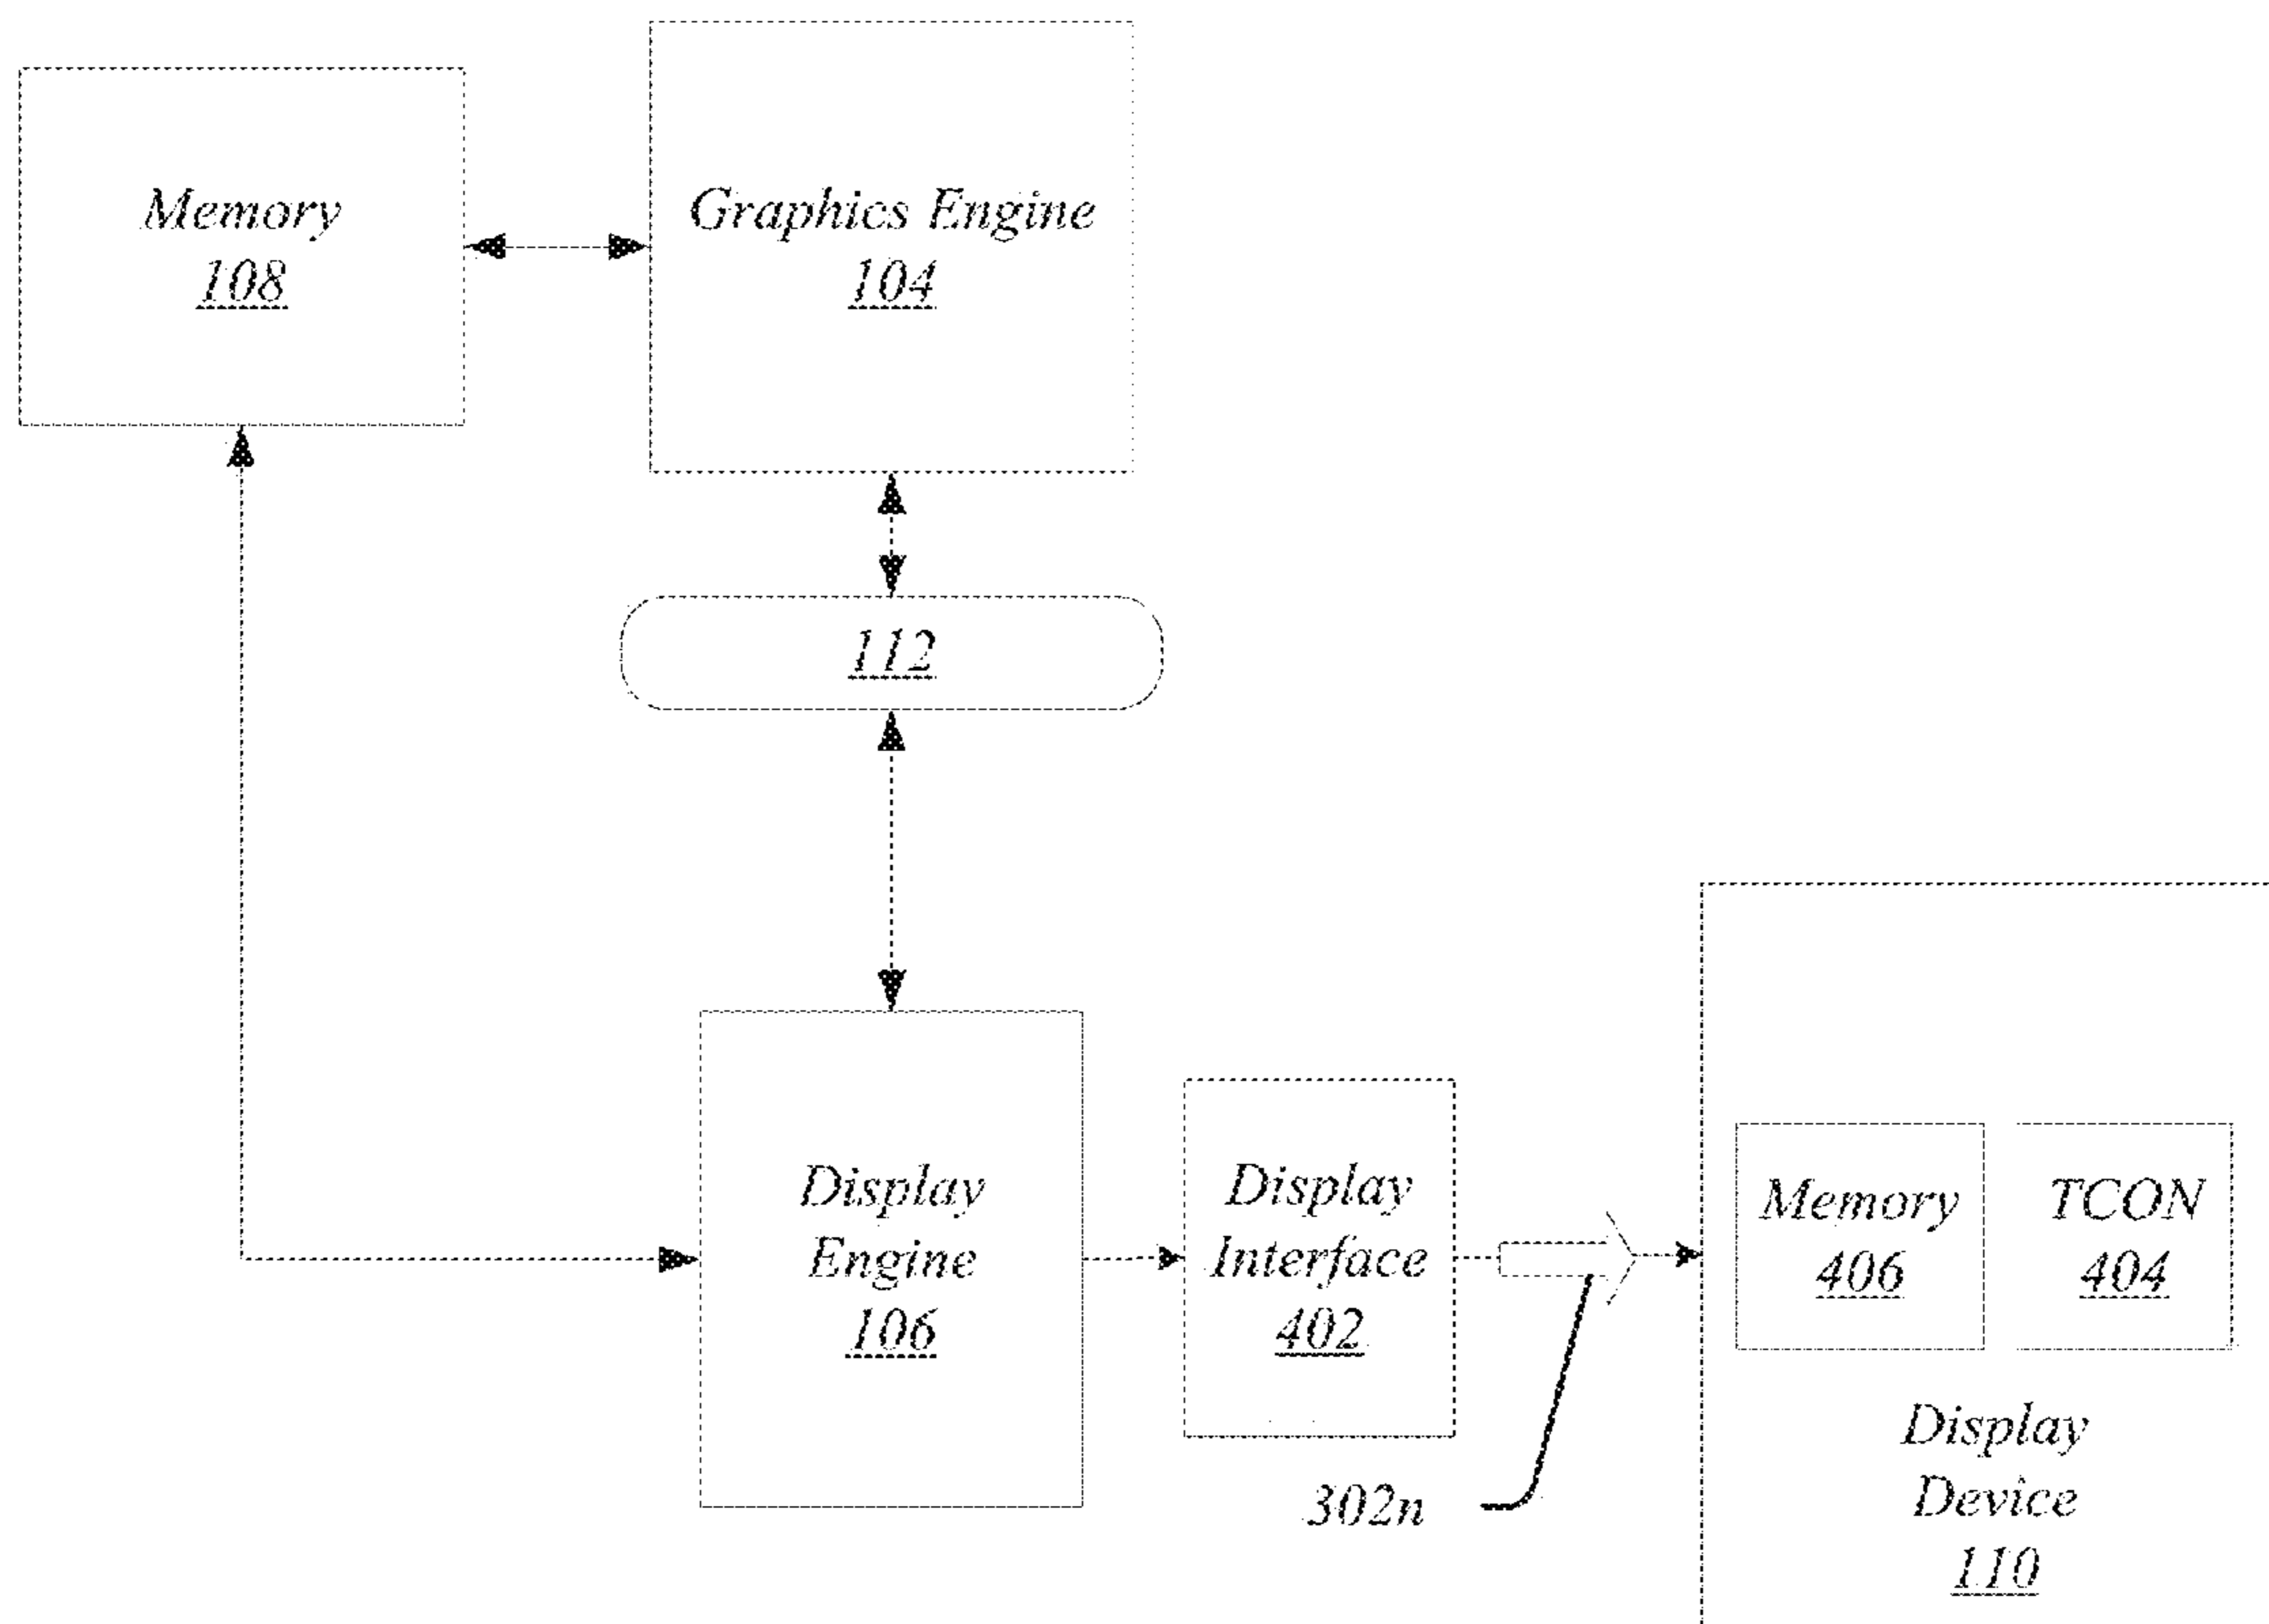 Memory
108
Graphics Engine
104
112
Display
Engine
106
Display
Interface
402
302n
Memory
406
TCON
404
Display
Device
110